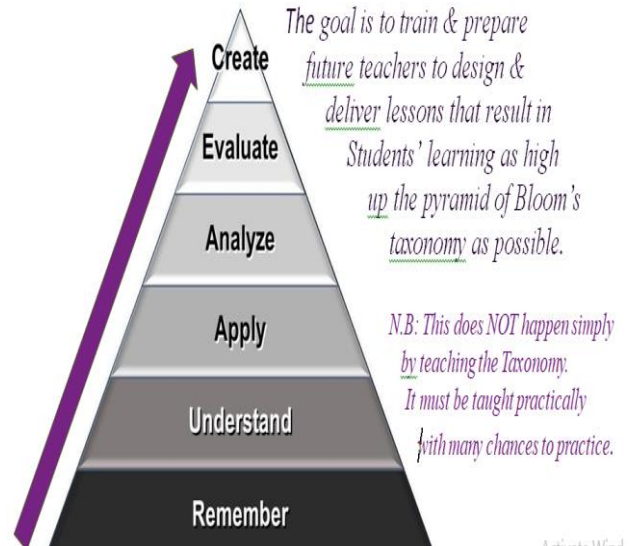 The goal is to train & prepare
future teachers to design &
deliver lessons that result in
Students' learning as high
up the pyramid of Bloom's
taxonomy as possible.
N.B: This does NOT happen simply
by teaching the Taxonomy.
It must be taught practically
with many chances to practice.
Create
Evaluate
Analyze
Apply
Understand
Remember